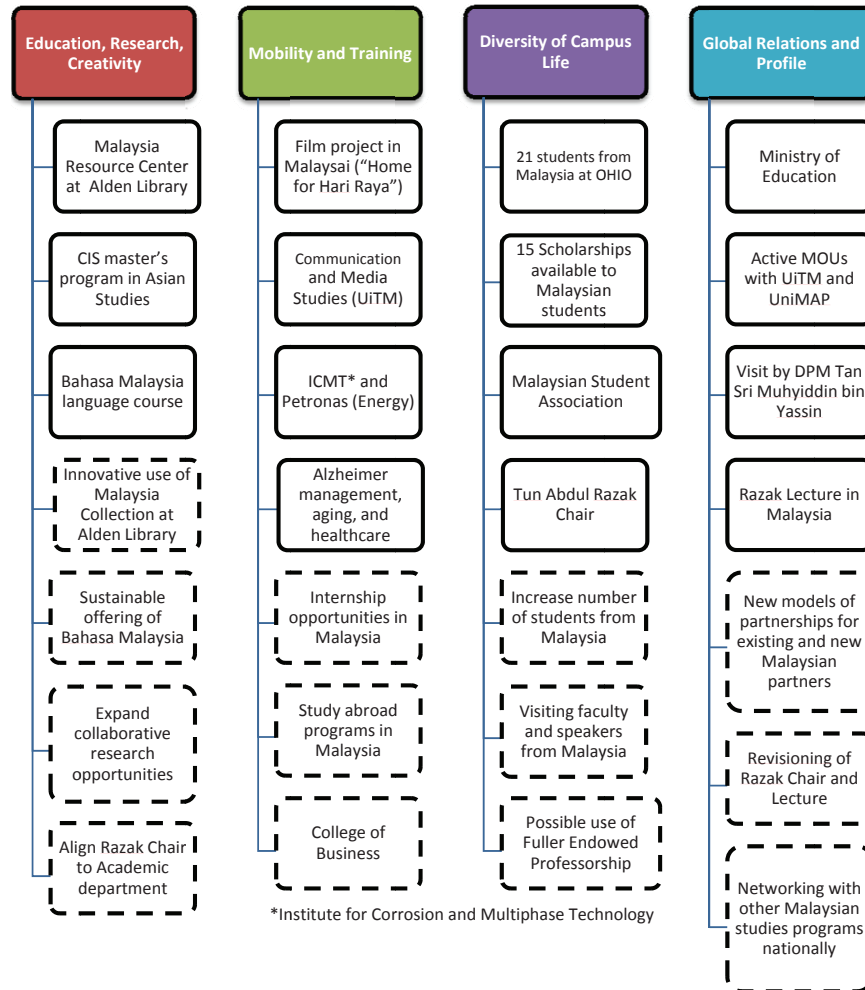 Education, Research,
Creativity
Malaysia
Resource Center
at Alden Library
CIS master's
program in Asian
Studies
Bahasa Malaysia
language course
Innovative use of
Malaysia
Collection at
Alden Library
Sustainable
offering of
Bahasa Malaysia
Expand
collaborative
research
opportunities
Align Razak Chair
to Academic
department
Mobility and Training
Film project in
Malaysai (“Home
for Hari Raya”)
Communication
and Media
Studies (UiTM)
ICMT* and
Petronas (Energy)
Alzheimer
management,
aging, and
healthcare
Internship
opportunities in
Malaysia
Study abroad
programs in
Malaysia
College of
Business
Diversity of Campus
Life
21 students from
Malaysia at OHIO
15 Scholarships
available to
Malaysian
students
Malaysian Student
Association
Tun Abdul Razak
Chair
Increase number
of students from
Malaysia
Visiting faculty
and speakers
from Malaysia
Possible use of
Fuller Endowed
Professorship
Global Relations and
Profile
Ministry of
Education
Active MOUs
with UiTM and
UniMAP
Visit by DPM Tan
Sri Muhyiddin bin
Yassin
Razak Lecture in
Malaysia
New models of
partnerships for
existing and new
Malaysian
partners
Revisioning of
Razak Chair and
Lecture
Networking with
other Malaysian
studies programs
nationally
*Institute for Corrosion and Multiphase Technology